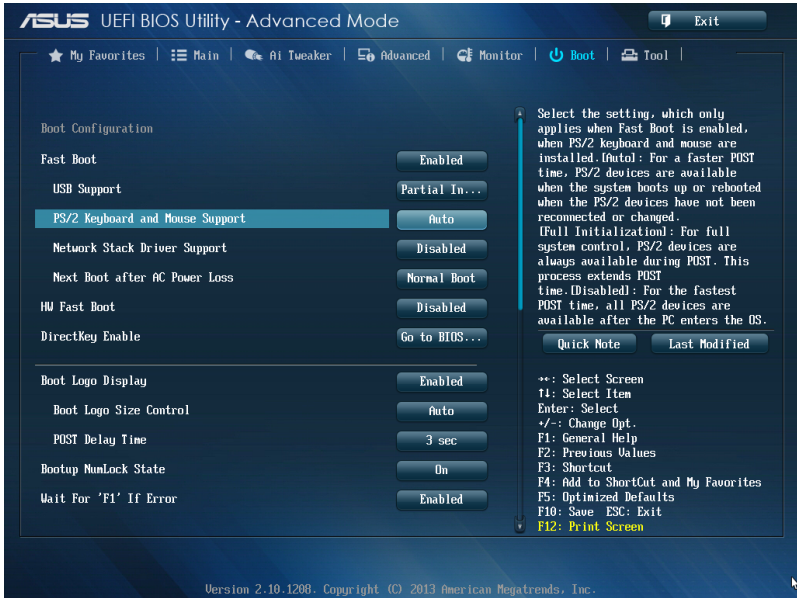 ASUS UEFI BIOS Utility - Advanced Mode
Exit
My Favorites
Main
Ai Tweaker
Advanced
Monitor
Boot
Tool
Boot Configuration
Fast Boot Enabled
USB Support Partial In...
PS/2 Keyboard and Mouse Support Auto
Network Stack Driver Support Disabled
Next Boot after AC Power Loss Normal Boot
HW Fast Boot Disabled
DirectKey Enable Go to BIOS...
Boot Logo Display Enabled
Boot Logo Size Control Auto
POST Delay Time 3 sec
Bootup NumLock State On
Wait For 'F1' If Error Enabled
Select the setting, which only
applies when Fast Boot is enabled,
when PS/2 keyboard and mouse are
installed.[Auto]: For a faster POST
time, PS/2 devices are available
when the system boots up or rebooted
when the PS/2 devices have not been
reconnected or changed.
[Full Initialization]: For full
system control, PS/2 devices are
always available during POST. This
process extends POST
time.[Disabled]: For the fastest
POST time, all PS/2 devices are
available after the PC enters the OS.
Quick Note
Last Modified
→←: Select Screen
↑↓: Select Item
Enter: Select
+/-: Change Opt.
F1: General Help
F2: Previous Values
F3: Shortcut
F4: Add to ShortCut and My Favorites
F5: Optimized Defaults
F10: Save ESC: Exit
F12: Print Screen
Version 2.10.1208. Copyright (C) 2013 American Megatrends, Inc.